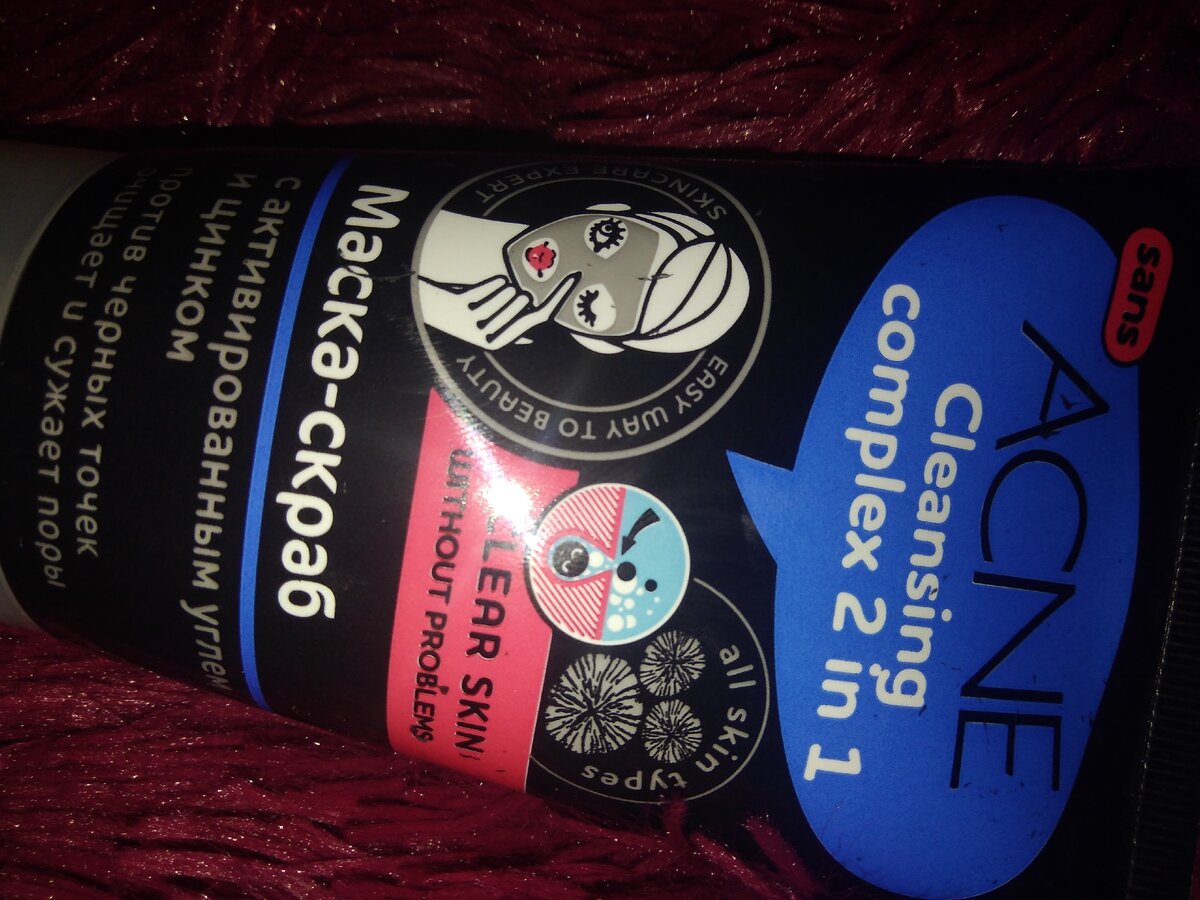 sans
ACNE
Cleansing
complex 2 in 1
SKINCARE EXPERT
EASY WAY TO BEAUTY
all skin types
CLEAR SKIN
WITHOUT PROBLEMS
Маска-скраб
с активированным углем
и цинком
против черных точек
очищает и сужает поры